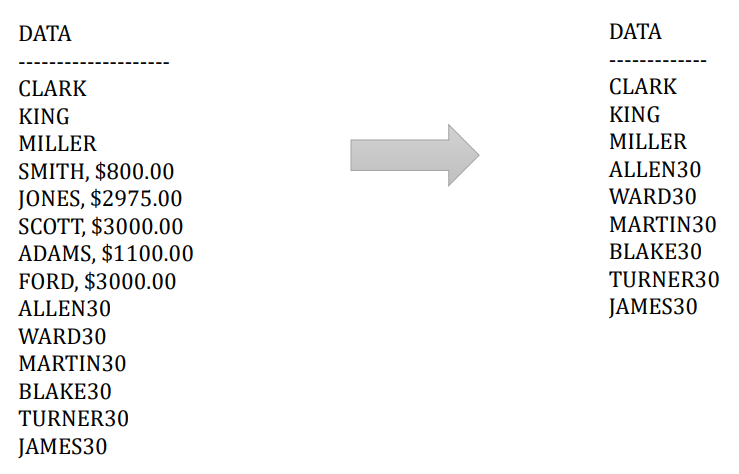 DATA
--------------------
CLARK
KING
MILLER
SMITH, $800.00
JONES, $2975.00
SCOTT, $3000.00
ADAMS, $1100.00
FORD, $3000.00
ALLEN30
WARD30
MARTIN30
BLAKE30
TURNER30
JAMES30
DATA
-------------
CLARK
KING
MILLER
ALLEN30
WARD30
MARTIN30
BLAKE30
TURNER30
JAMES30